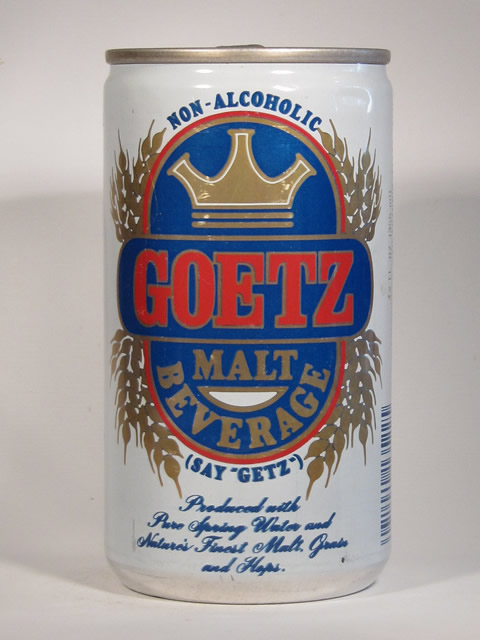 NON-ALCOHOLIC
GOETZ
MALT
BEVERAGE
(SAY "GETZ")
Produced with
Pure Spring Water and
Nature's Finest Malt, Grain
and Hops.